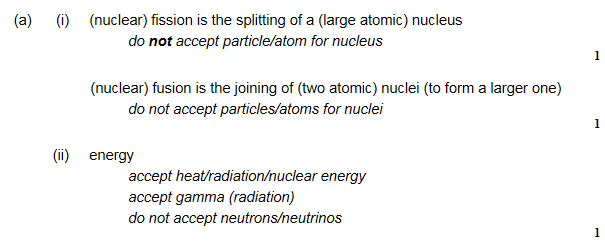 (a) (i) (nuclear) fission is the splitting of a (large atomic) nucleus
do not accept particle/atom for nucleus
1
(nuclear) fusion is the joining of (two atomic) nuclei (to form a larger one)
do not accept particles/atoms for nuclei
1
(ii) energy
accept heat/radiation/nuclear energy
accept gamma (radiation)
do not accept neutrons/neutrinos
1